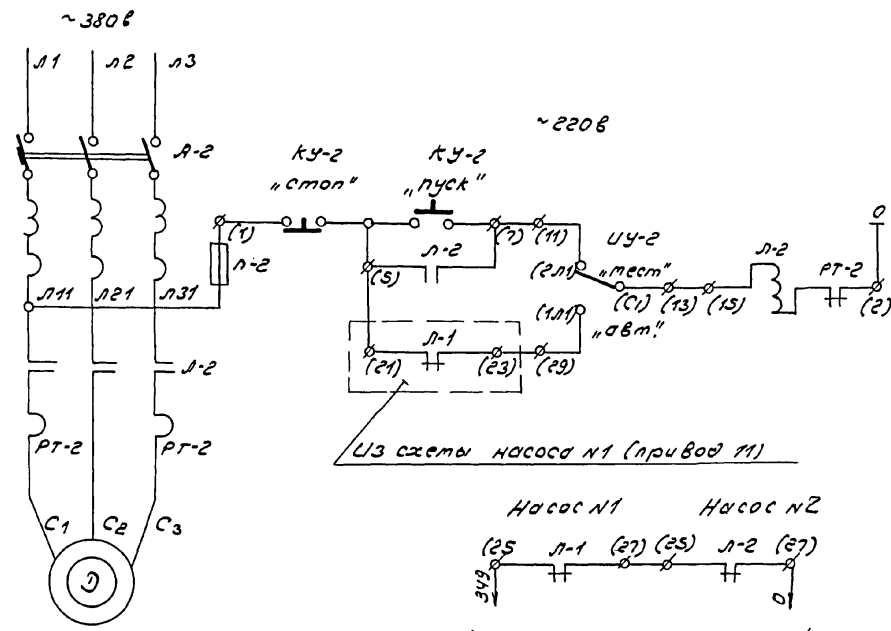 ~380в
Л1 Л2 Л3
А-2
~220в
КУ-2
„стоп"
КУ-2
„пуск"
(1)
(7)
(11)
0
Л-2
Л-2
(5)
(2Л1)
УУ-2
„мест"
(С1)
(13)
(15)
Л-2
РТ-2
(2)
Л11 Л21 Л31
(1Л1)
„авт."
Л-1
(21)
(23)
(29)
Л-2
РТ-2
РТ-2
Из схемы насоса N1 (привод 11)
С1 С2 С3
Д
Насос N1 Насос N2
(25 Л-1 (27) (25) Л-2 (27)
349
0